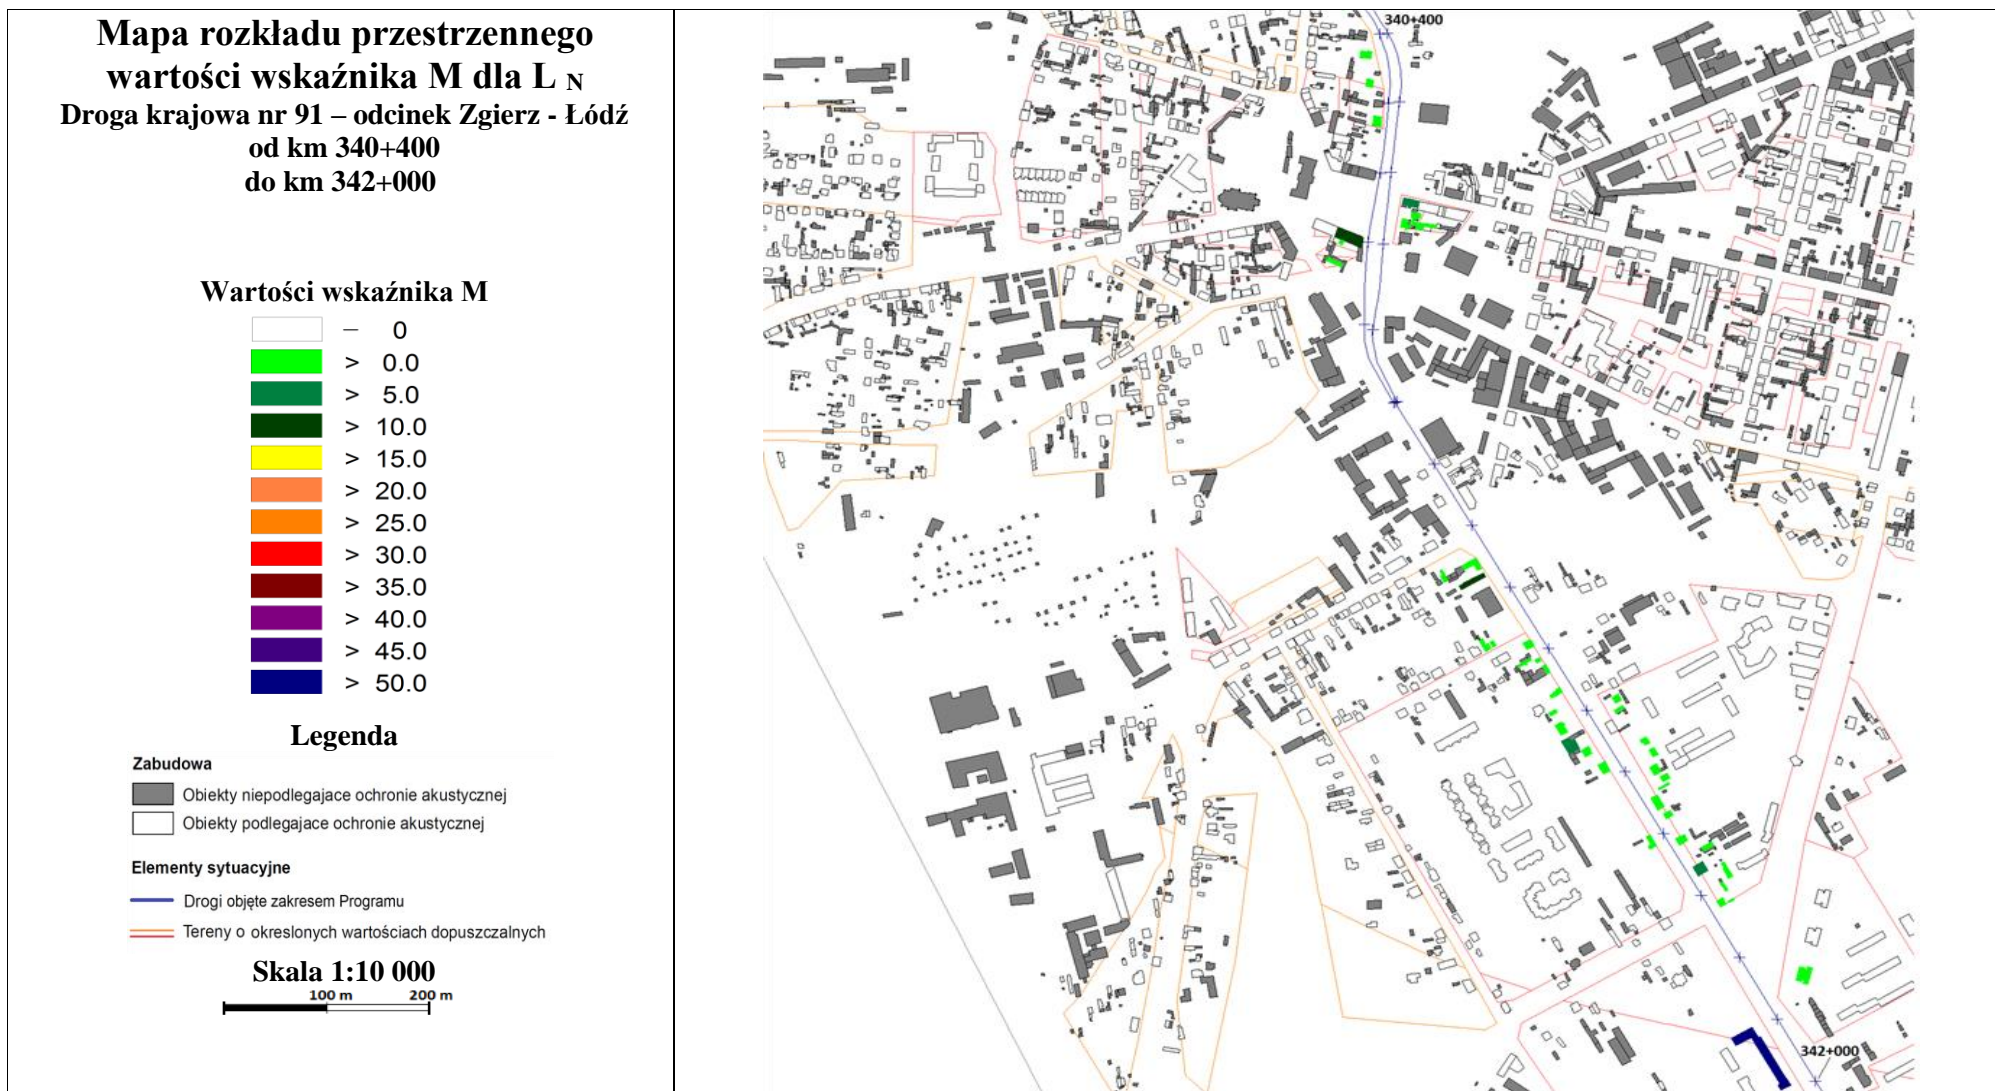 Mapa rozkładu przestrzennego
wartości wskaźnika M dla L N
Droga krajowa nr 91 – odcinek Zgierz - Łódź
od km 340+400
do km 342+000
Wartości wskaźnika M
– 0
> 0.0
> 5.0
> 10.0
> 15.0
> 20.0
> 25.0
> 30.0
> 35.0
> 40.0
> 45.0
> 50.0
Legenda
Zabudowa
Obiekty niepodlegajace ochronie akustycznej
Obiekty podlegajace ochronie akustycznej
Elementy sytuacyjne
Drogi objęte zakresem Programu
Tereny o okreslonych wartościach dopuszczalnych
Skala 1:10 000
100 m 200 m
340+400
342+000